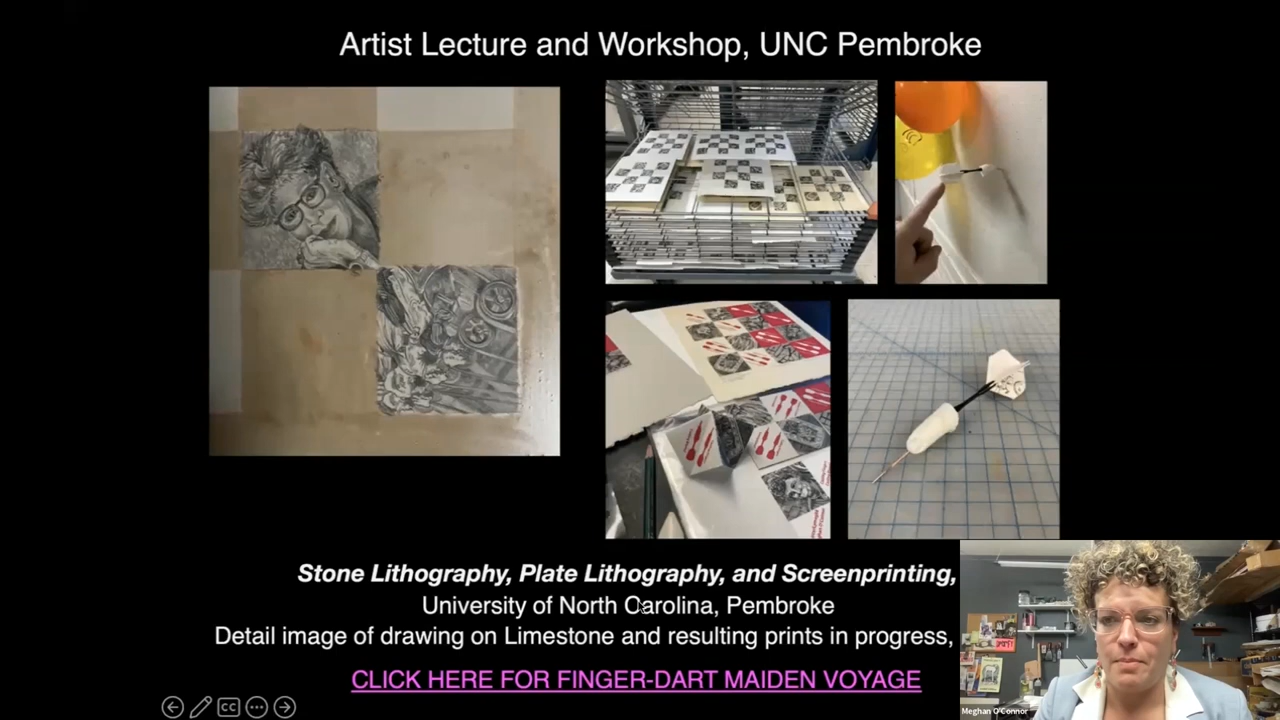 Artist Lecture and Workshop, UNC Pembroke
Stone Lithography, Plate Lithography, and Screenprinting,
University of North Carolina, Pembroke
Detail image of drawing on Limestone and resulting prints in progress,
CLICK HERE FOR FINGER-DART MAIDEN VOYAGE
CC
Meghan O'Connor